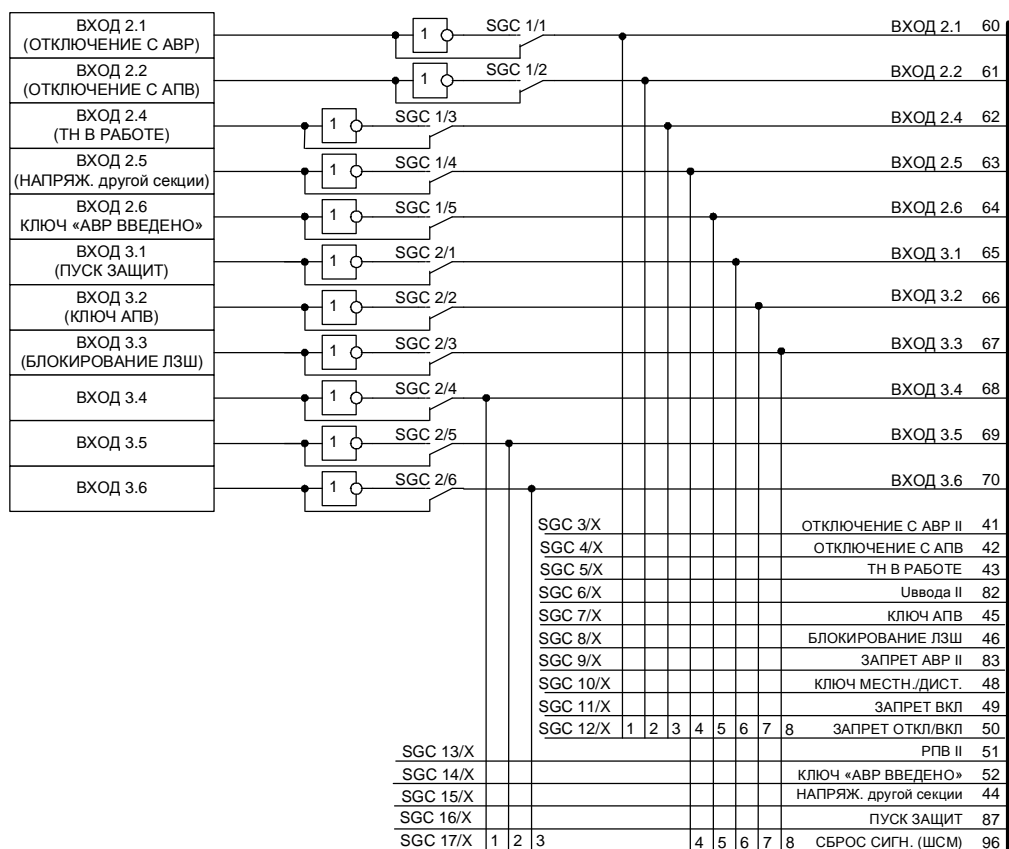 ВХОД 2.1
(ОТКЛЮЧЕНИЕ С АВР)
1
SGC 1/1
ВХОД 2.1 60
ВХОД 2.2
(ОТКЛЮЧЕНИЕ С АПВ)
1
SGC 1/2
ВХОД 2.2 61
ВХОД 2.4
(ТН В РАБОТЕ)
1
SGC 1/3
ВХОД 2.4 62
ВХОД 2.5
(НАПРЯЖ. другой секции)
1
SGC 1/4
ВХОД 2.5 63
ВХОД 2.6
КЛЮЧ «АВР ВВЕДЕНО»
1
SGC 1/5
ВХОД 2.6 64
ВХОД 3.1
(ПУСК ЗАЩИТ)
1
SGC 2/1
ВХОД 3.1 65
ВХОД 3.2
(КЛЮЧ АПВ)
1
SGC 2/2
ВХОД 3.2 66
ВХОД 3.3
(БЛОКИРОВАНИЕ ЛЗШ)
1
SGC 2/3
ВХОД 3.3 67
ВХОД 3.4
1
SGC 2/4
ВХОД 3.4 68
ВХОД 3.5
1
SGC 2/5
ВХОД 3.5 69
ВХОД 3.6
1
SGC 2/6
ВХОД 3.6 70
SGC 3/X ОТКЛЮЧЕНИЕ С АВР II 41
SGC 4/X ОТКЛЮЧЕНИЕ С АПВ 42
SGC 5/X ТН В РАБОТЕ 43
SGC 6/X Uввода II 82
SGC 7/X КЛЮЧ АПВ 45
SGC 8/X БЛОКИРОВАНИЕ ЛЗШ 46
SGC 9/X ЗАПРЕТ АВР II 83
SGC 10/X КЛЮЧ МЕСТН./ДИСТ. 48
SGC 11/X ЗАПРЕТ ВКЛ 49
SGC 12/X 1 2 3 4 5 6 7 8 ЗАПРЕТ ОТКЛ/ВКЛ 50
SGC 13/X РПВ II 51
SGC 14/X КЛЮЧ «АВР ВВЕДЕНО» 52
SGC 15/X НАПРЯЖ. другой секции 44
SGC 16/X ПУСК ЗАЩИТ 87
SGC 17/X 1 2 3 4 5 6 7 8 СБРОС СИГН. (ШСМ) 96